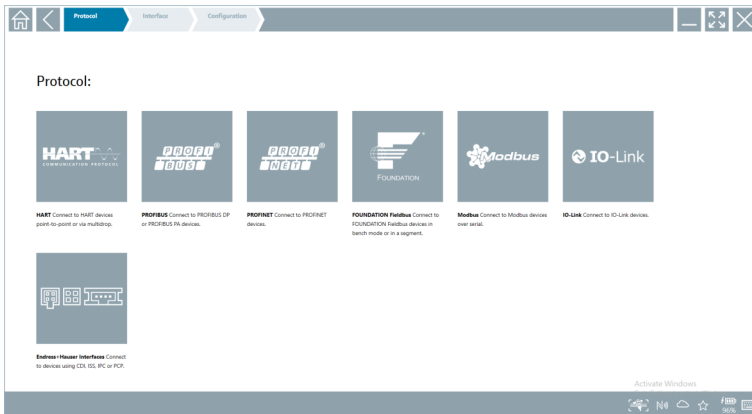 Protocol
Interface
Configuration
Protocol:
HART
COMMUNICATION PROTOCOL
PROFI
BUS
PROFI
NET
FOUNDATION
Modbus
IO-Link
HART Connect to HART devices
point-to-point or via multidrop.
PROFIBUS Connect to PROFIBUS DP
or PROFIBUS PA devices.
PROFINET Connect to PROFINET
devices.
FOUNDATION Fieldbus Connect to
FOUNDATION Fieldbus devices in
bench mode or in a segment.
Modbus Connect to Modbus devices
over serial.
IO-Link Connect to IO-Link devices.
Endress+Hauser Interfaces Connect
to devices using CDI, ISS, IPC or PCP.
Activate Windows
96%